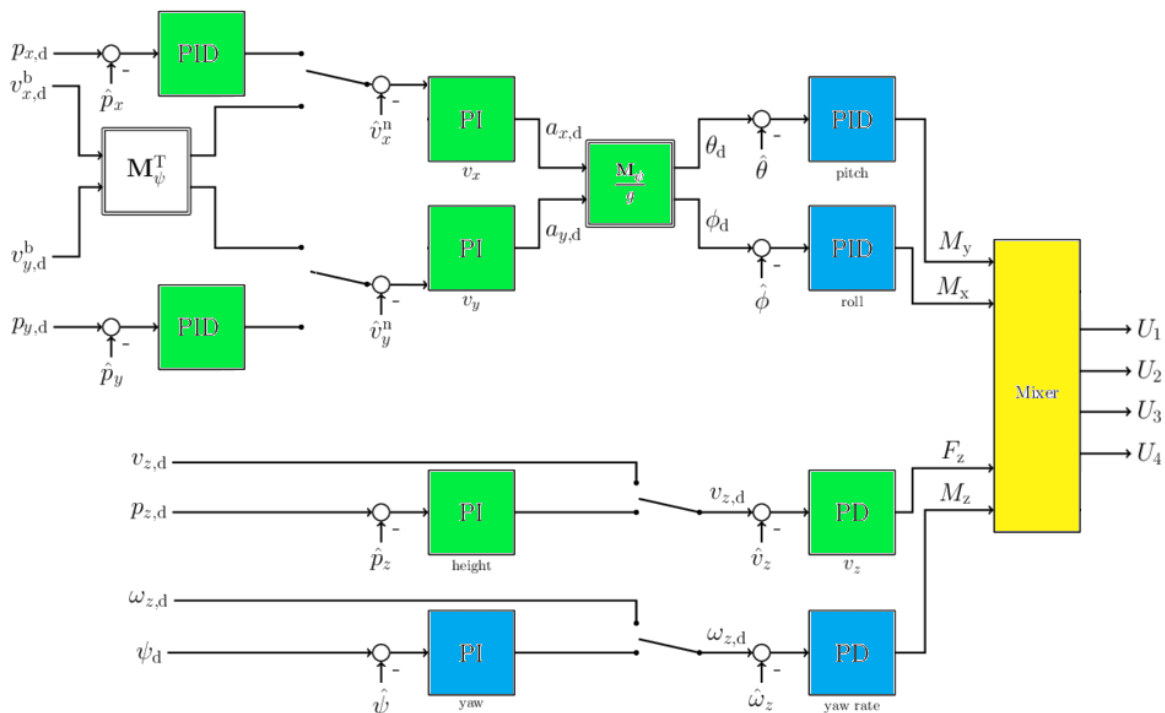 p_{x,d}
PID
-
p̂_x
v^b_{x,d}
M^T_ψ
v^b_{y,d}
p_{y,d}
PID
-
p̂_y
-
v̂^n_x
PI
v_x
a_{x,d}
-
v̂^n_y
PI
v_y
a_{y,d}
M_ψ
g
θ_d
-
θ̂
PID
pitch
ϕ_d
-
ϕ̂
PID
roll
M_y
M_x
Mixer
U_1
U_2
U_3
U_4
v_{z,d}
p_{z,d}
-
p̂_z
PI
height
v_{z,d}
-
v̂_z
PD
v_z
F_z
M_z
ω_{z,d}
ψ_d
-
ψ̂
PI
yaw
ω_{z,d}
-
ω̂_z
PD
yaw rate